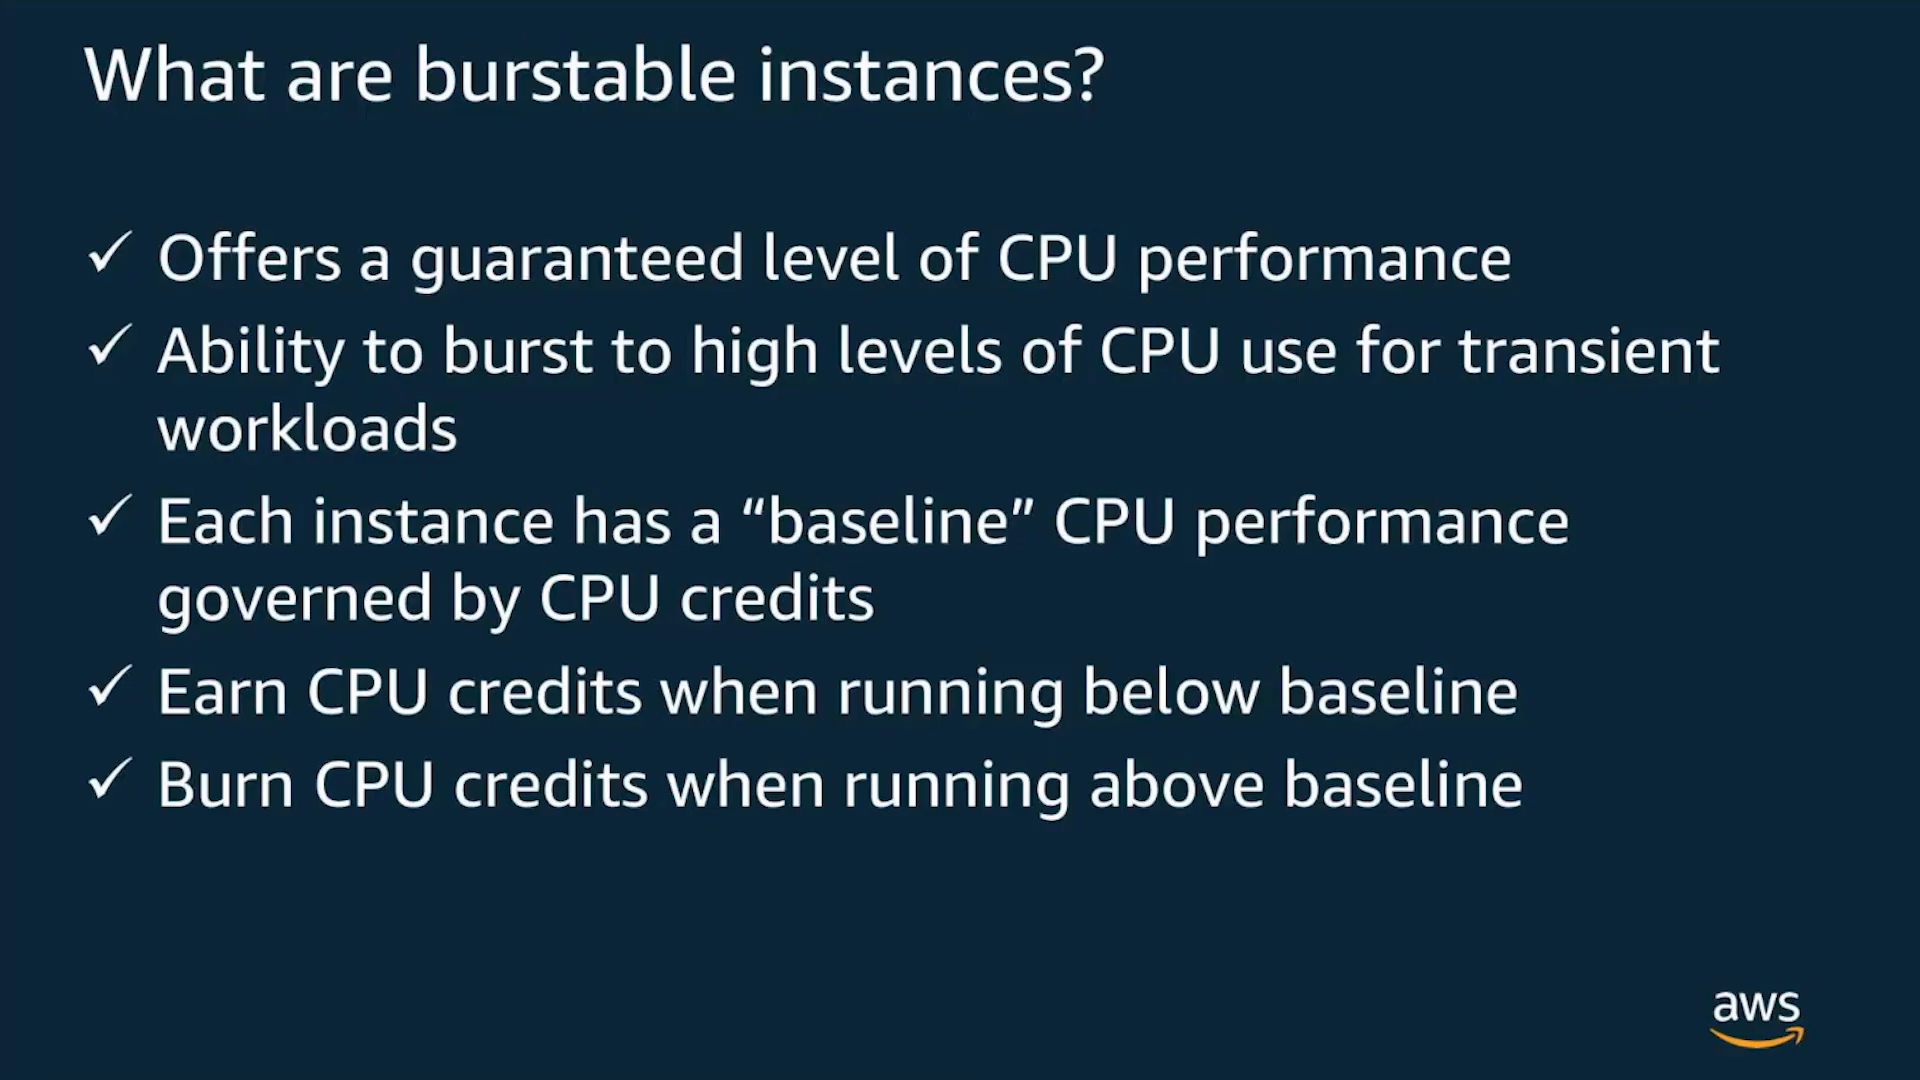 What are burstable instances?
✓ Offers a guaranteed level of CPU performance
✓ Ability to burst to high levels of CPU use for transient
workloads
✓ Each instance has a “baseline” CPU performance
governed by CPU credits
✓ Earn CPU credits when running below baseline
✓ Burn CPU credits when running above baseline
aws